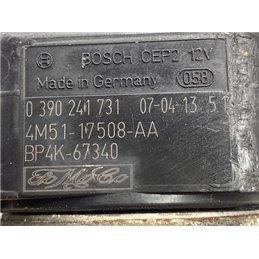 BOSCH CEP2 12V
Made in Germany 058
0 390 241 731 07-04 13 5
4M51-17508-AA
BP4K-67340
FoMoCo